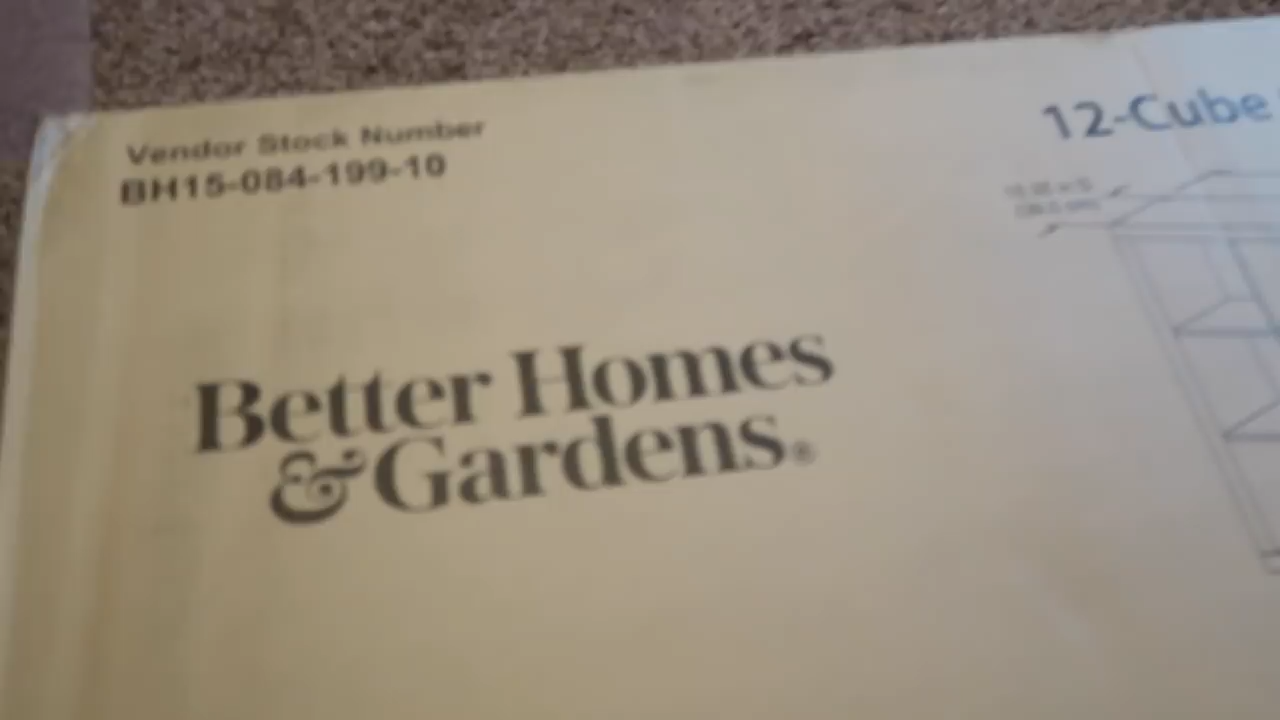 Vendor Stock Number
BH15-084-199-10
12-Cube
Better Homes
& Gardens®